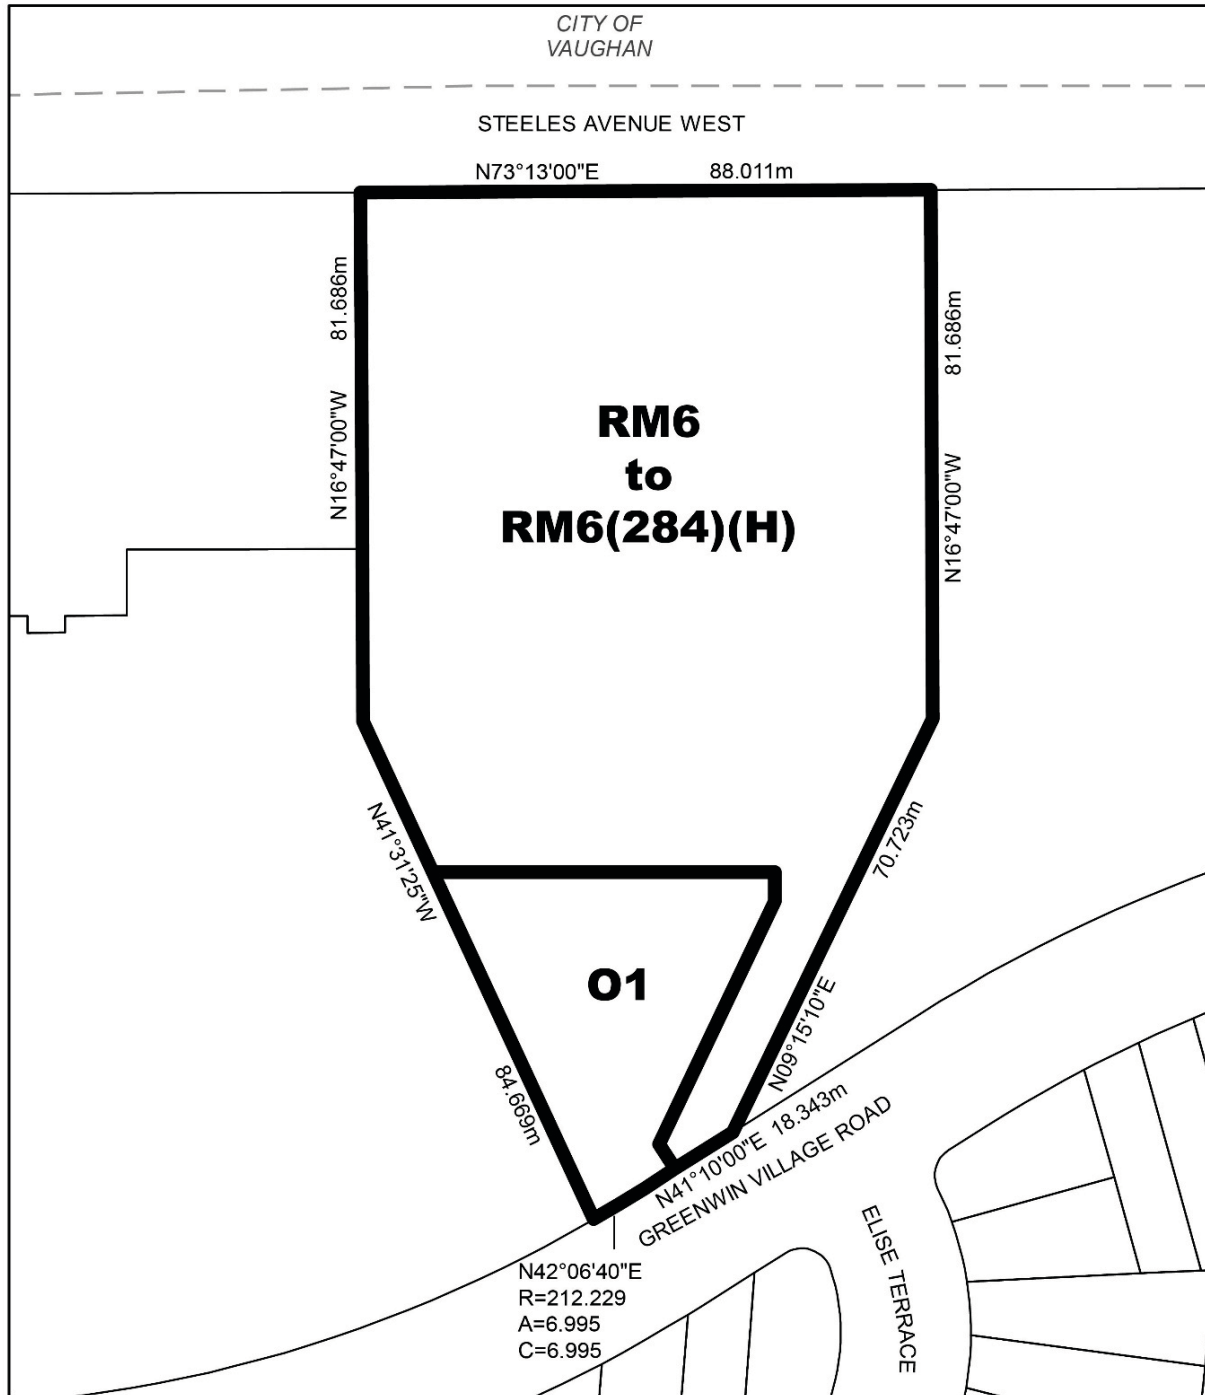 CITY OF
VAUGHAN
STEELES AVENUE WEST
N73°13'00"E 88.011m
81.686m
N16°47'00"W
81.686m
N16°47'00"W
RM6
to
RM6(284)(H)
N41°31'25"W
84.669m
70.723m
N09°15'10"E
O1
N41°10'00"E 18.343m
GREENWIN VILLAGE ROAD
ELISE TERRACE
N42°06'40"E
R=212.229
A=6.995
C=6.995